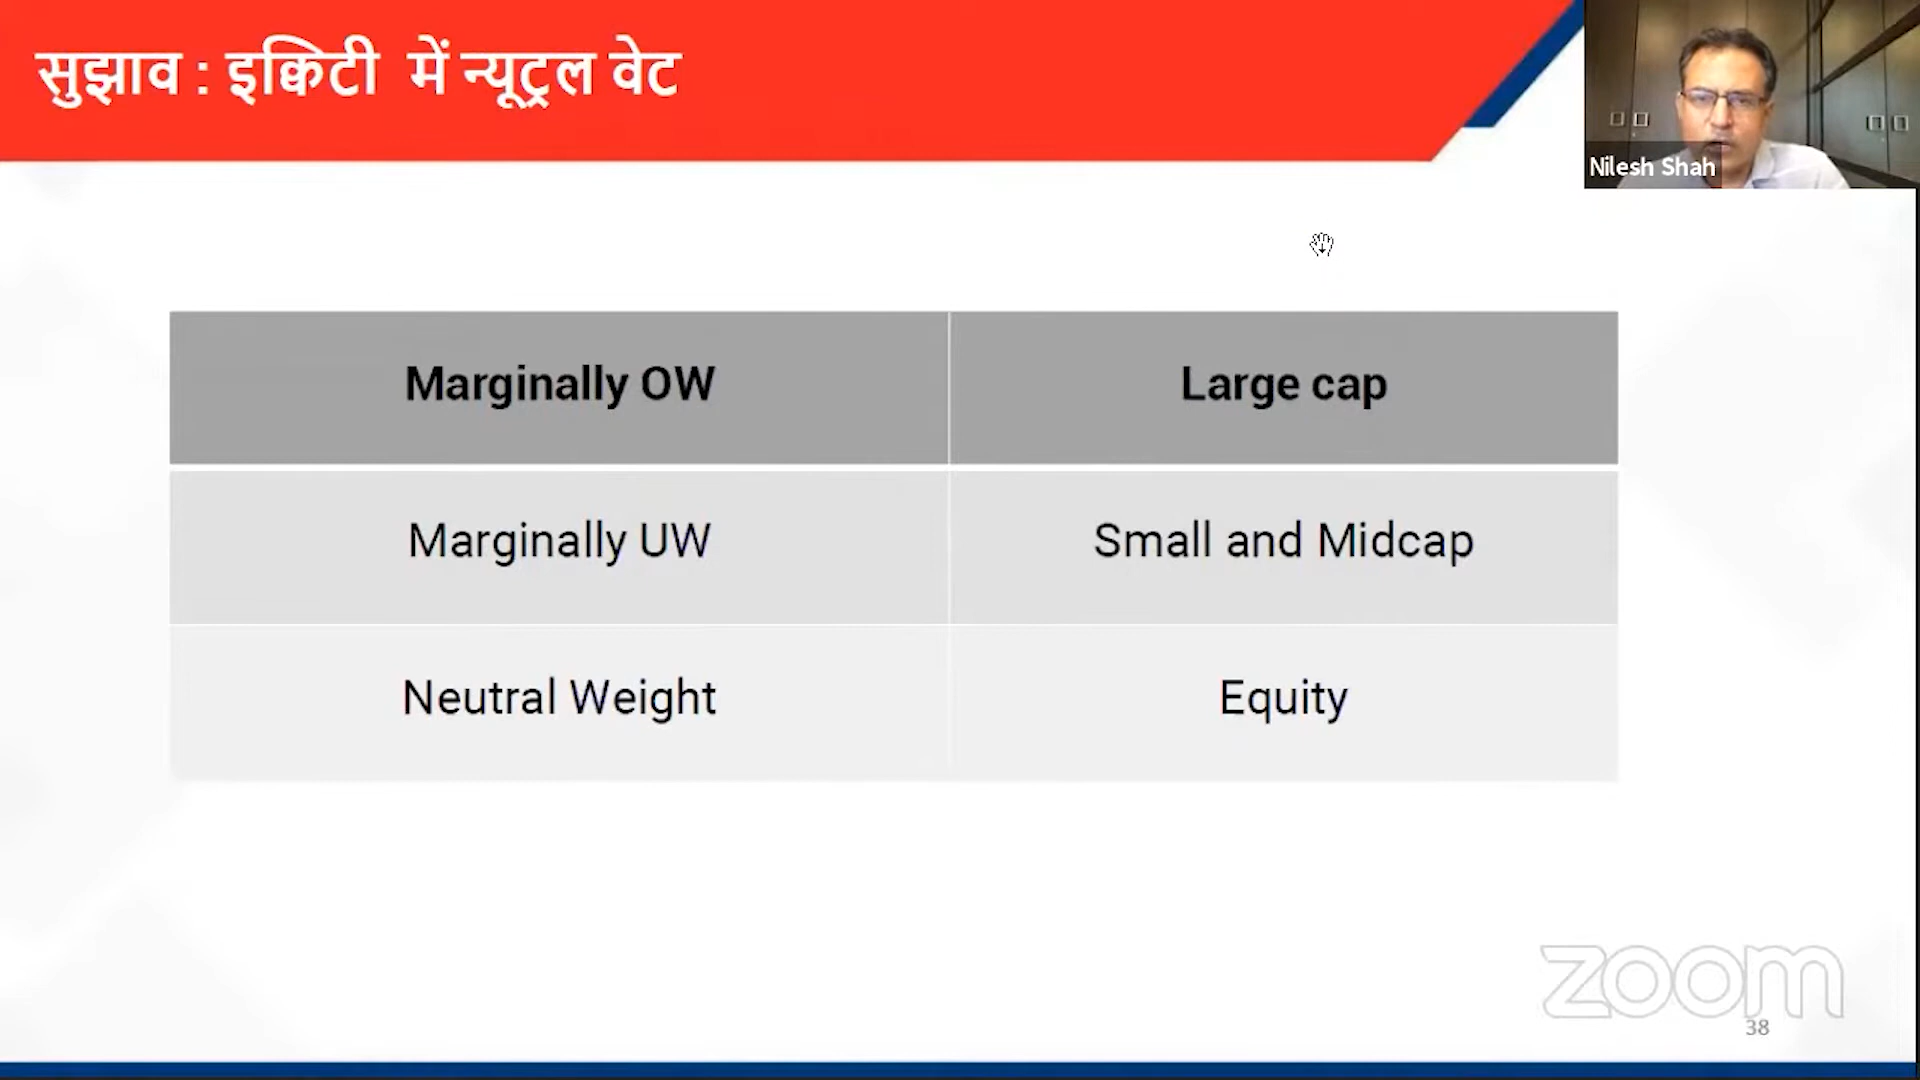 सुझाव : इक्विटी में न्यूट्रल वेट
Nilesh Shah
Marginally OW Large cap
Marginally UW Small and Midcap
Neutral Weight Equity
zoom
38